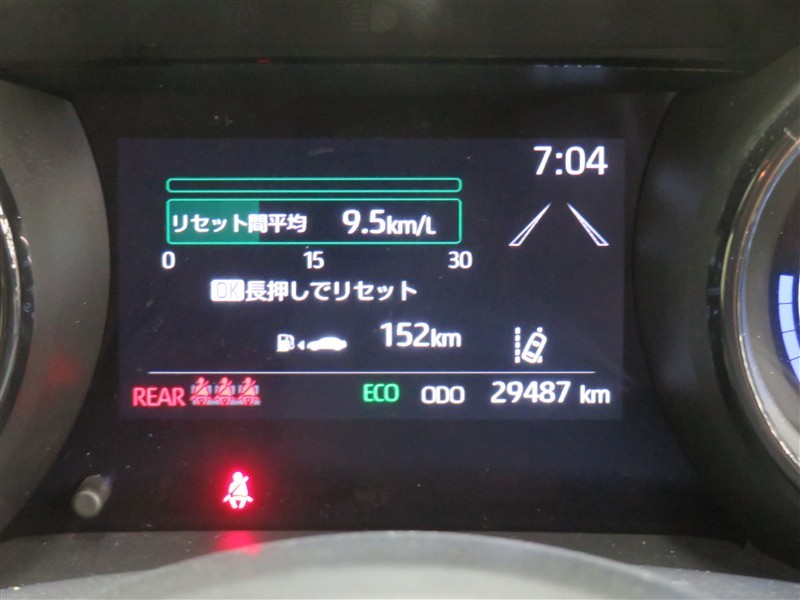 7:04
リセット間平均 9.5km/L
0 15 30
OK長押しでリセット
152km
REAR ECO ODO 29487 km